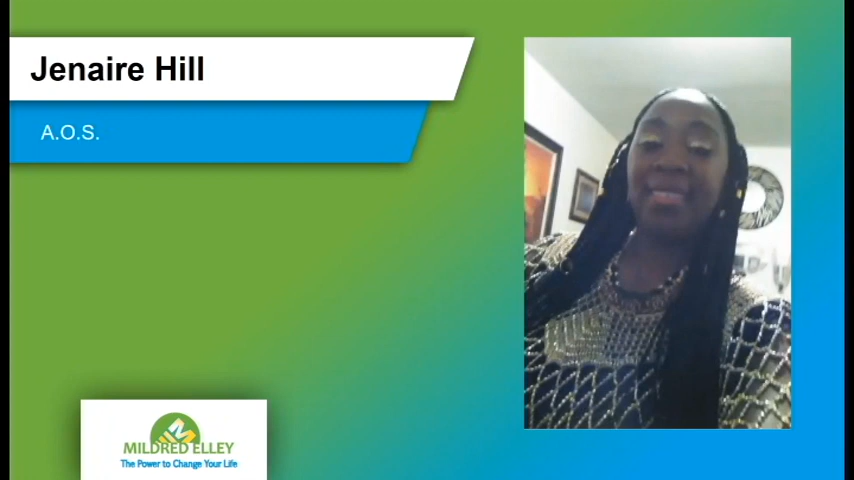 Jenaire Hill
A.O.S.
MILDRED ELLEY
The Power to Change Your Life